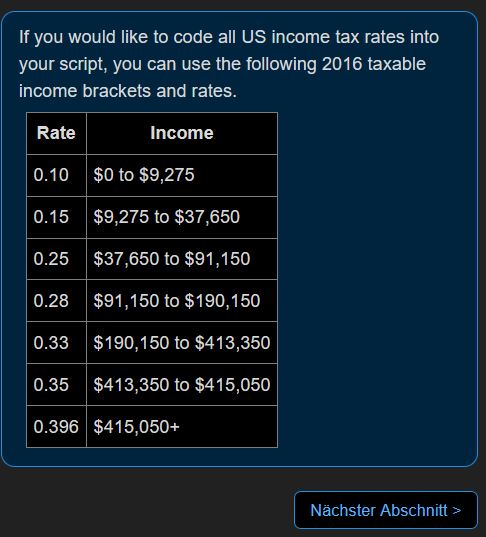 If you would like to code all US income tax rates into
your script, you can use the following 2016 taxable
income brackets and rates.
Rate Income
0.10 $0 to $9,275
0.15 $9,275 to $37,650
0.25 $37,650 to $91,150
0.28 $91,150 to $190,150
0.33 $190,150 to $413,350
0.35 $413,350 to $415,050
0.396 $415,050+
Nächster Abschnitt >